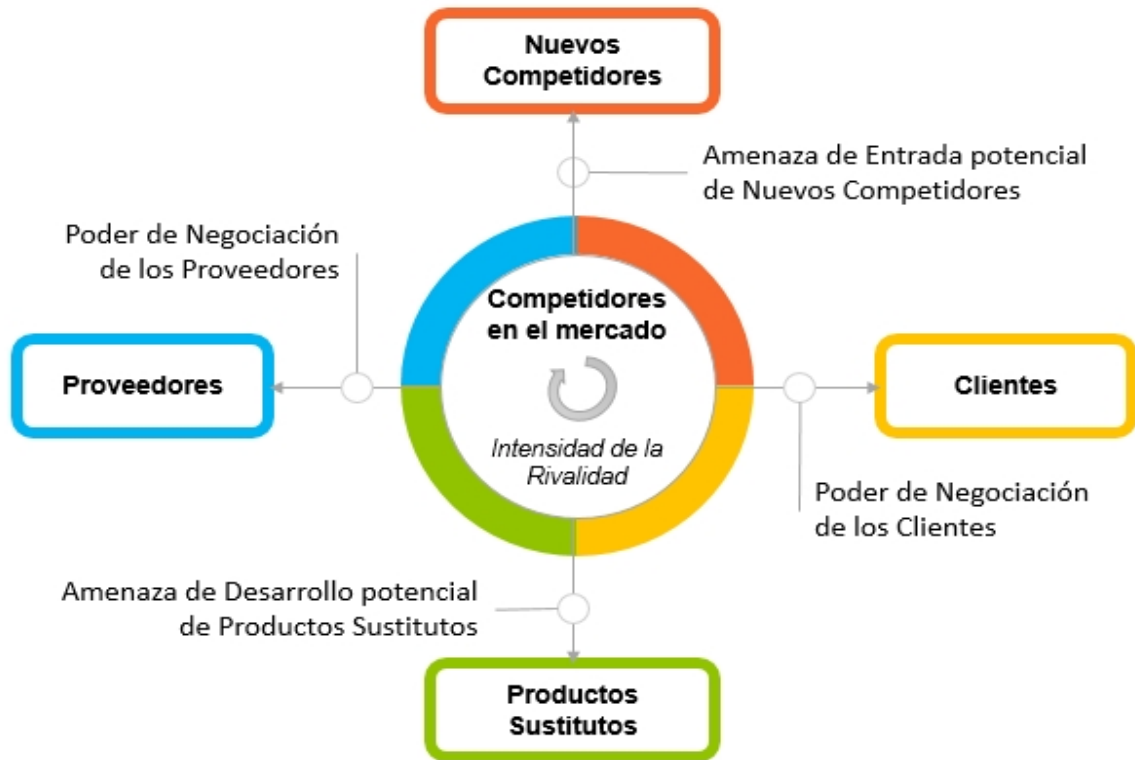 Nuevos
Competidores
Amenaza de Entrada potencial
de Nuevos Competidores
Poder de Negociación
de los Proveedores
Competidores
en el mercado
Proveedores
Clientes
Intensidad de la
Rivalidad
Poder de Negociación
de los Clientes
Amenaza de Desarrollo potencial
de Productos Sustitutos
Productos
Sustitutos